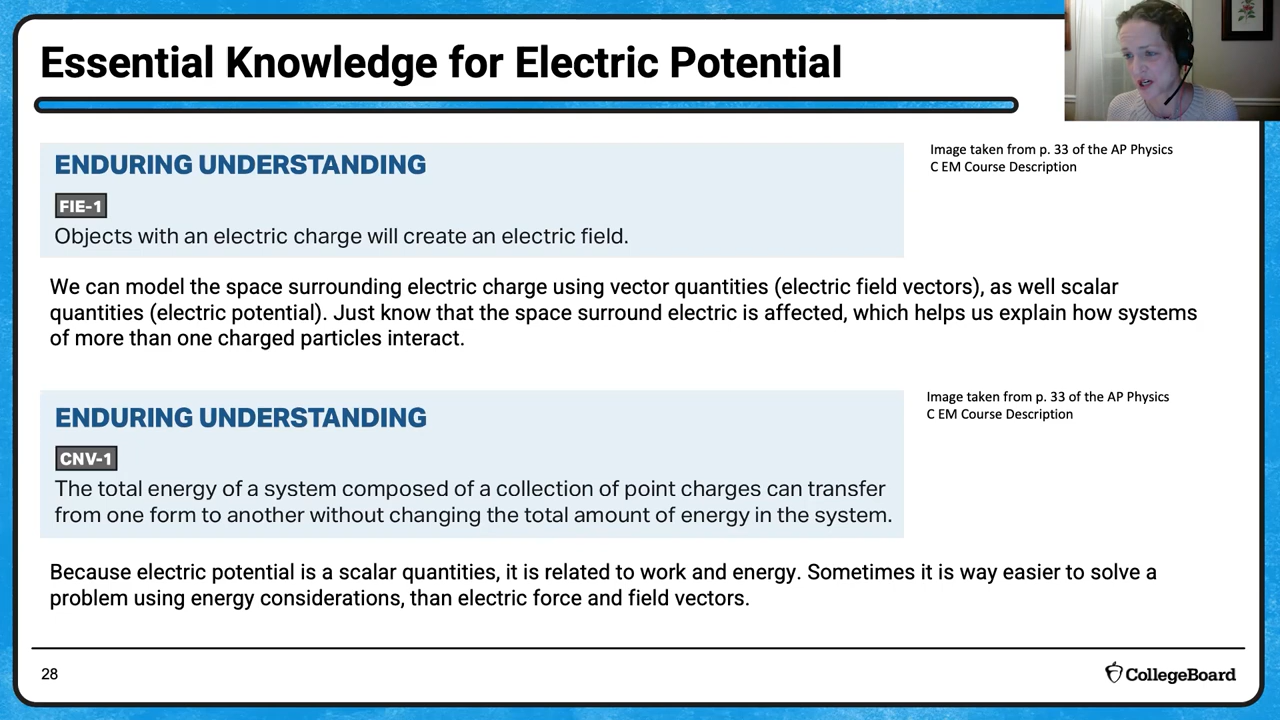 Essential Knowledge for Electric Potential
ENDURING UNDERSTANDING
Image taken from p. 33 of the AP Physics
C EM Course Description
FIE-1
Objects with an electric charge will create an electric field.
We can model the space surrounding electric charge using vector quantities (electric field vectors), as well scalar
quantities (electric potential). Just know that the space surround electric is affected, which helps us explain how systems
of more than one charged particles interact.
ENDURING UNDERSTANDING
Image taken from p. 33 of the AP Physics
C EM Course Description
CNV-1
The total energy of a system composed of a collection of point charges can transfer
from one form to another without changing the total amount of energy in the system.
Because electric potential is a scalar quantities, it is related to work and energy. Sometimes it is way easier to solve a
problem using energy considerations, than electric force and field vectors.
28
CollegeBoard